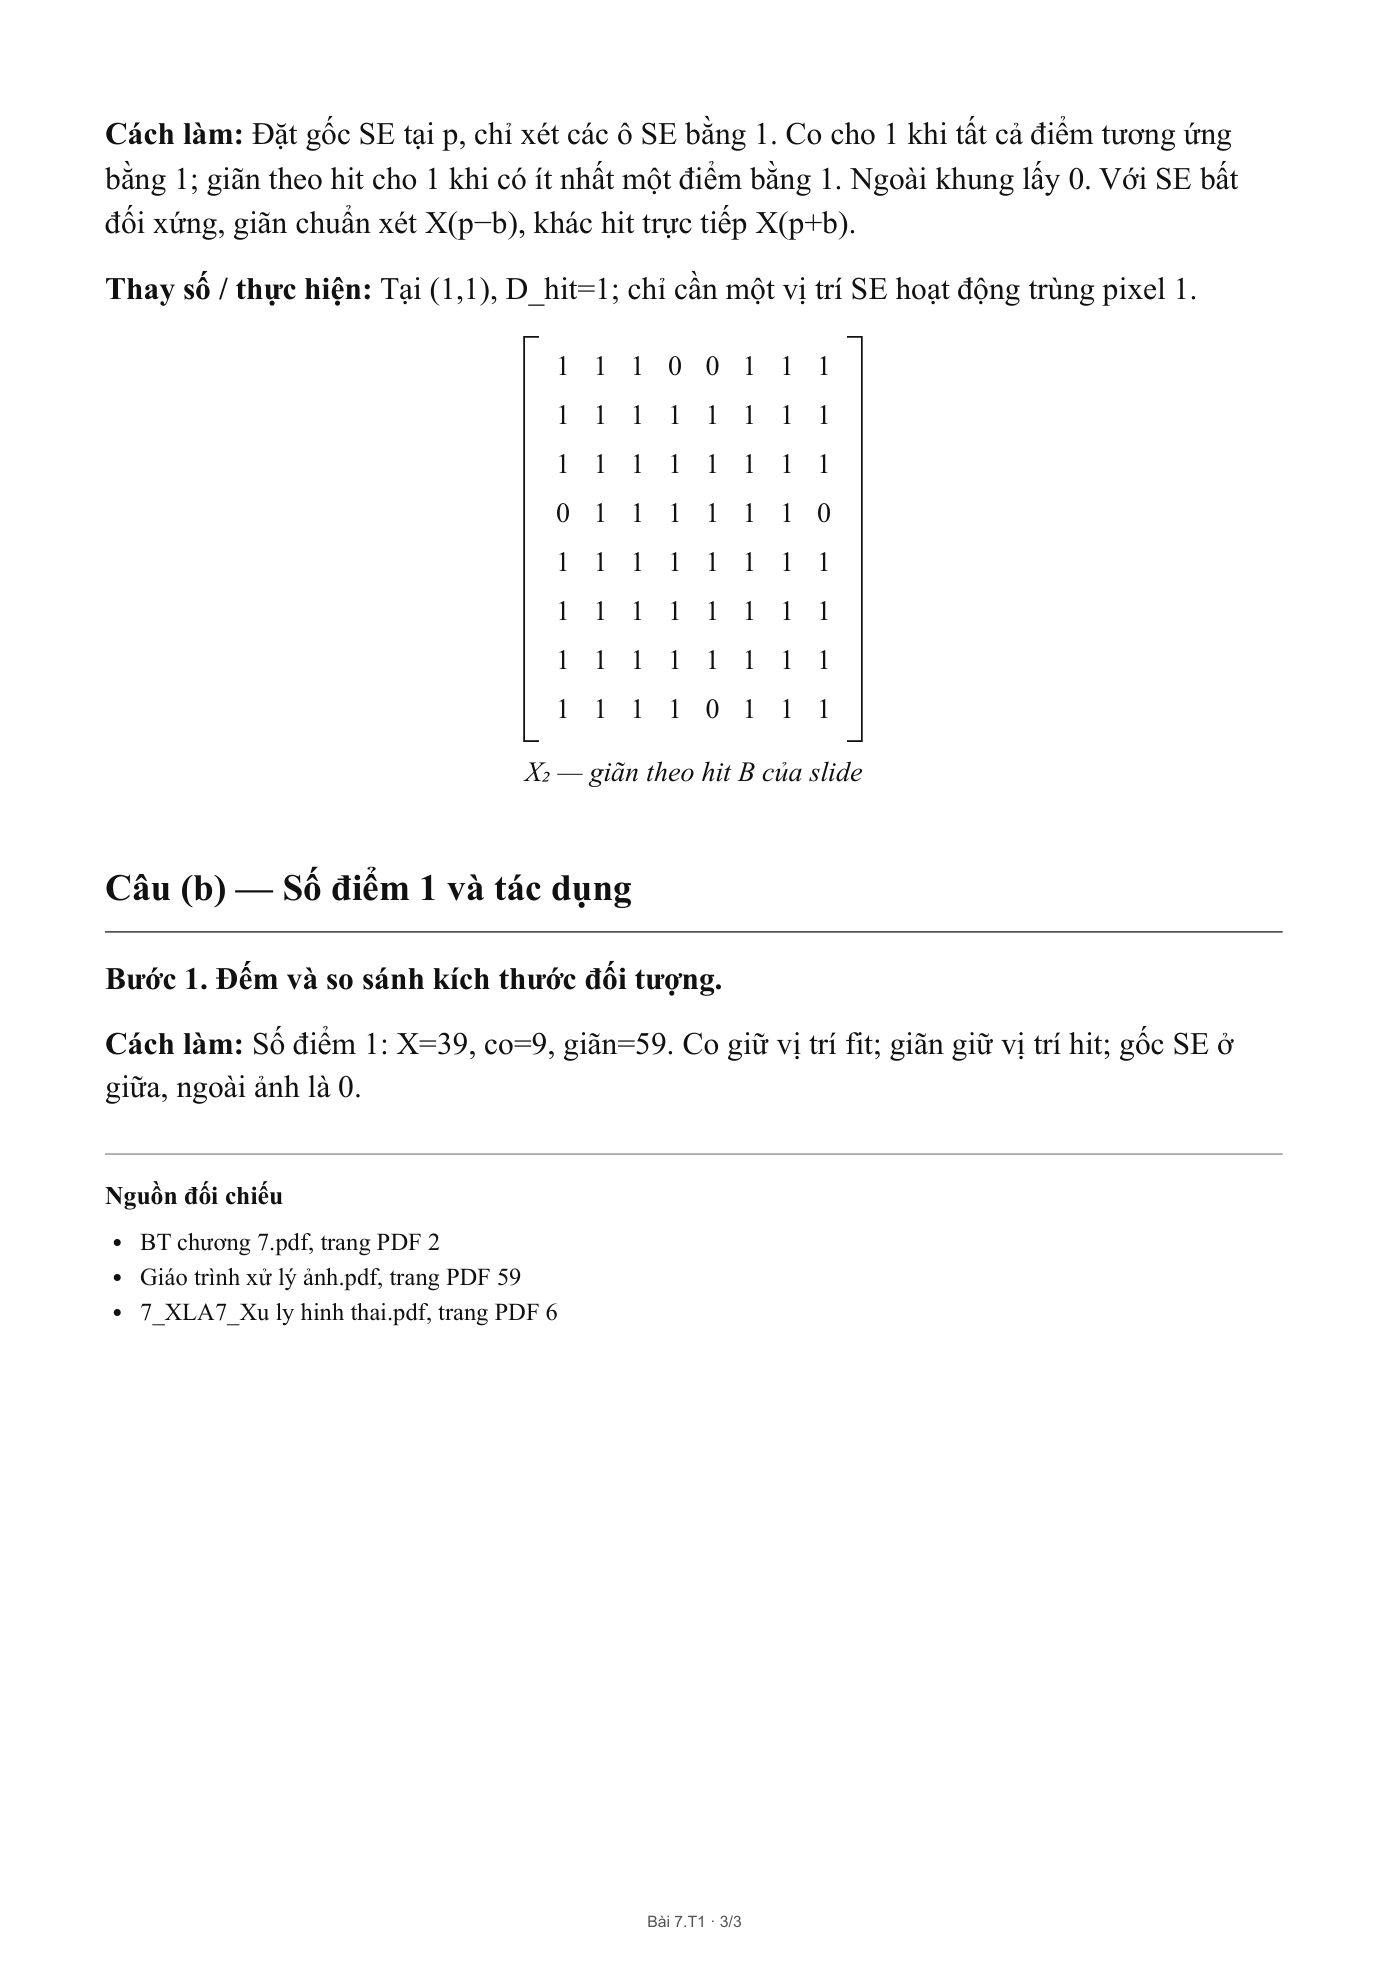 Cách làm: Đặt gốc SE tại p, chỉ xét các ô SE bằng 1. Co cho 1 khi tất cả điểm tương ứng
bằng 1; giãn theo hit cho 1 khi có ít nhất một điểm bằng 1. Ngoài khung lấy 0. Với SE bất
đối xứng, giãn chuẩn xét X(p−b), khác hit trực tiếp X(p+b).
Thay số / thực hiện: Tại (1,1), D_hit=1; chỉ cần một vị trí SE hoạt động trùng pixel 1.
1 1 1 0 0 1 1 1
1 1 1 1 1 1 1 1
1 1 1 1 1 1 1 1
0 1 1 1 1 1 1 0
1 1 1 1 1 1 1 1
1 1 1 1 1 1 1 1
1 1 1 1 1 1 1 1
1 1 1 1 0 1 1 1
X₂ — giãn theo hit B của slide
Câu (b) — Số điểm 1 và tác dụng
Bước 1. Đếm và so sánh kích thước đối tượng.
Cách làm: Số điểm 1: X=39, co=9, giãn=59. Co giữ vị trí fit; giãn giữ vị trí hit; gốc SE ở
giữa, ngoài ảnh là 0.
Nguồn đối chiếu
• BT chương 7.pdf, trang PDF 2
• Giáo trình xử lý ảnh.pdf, trang PDF 59
• 7_XLA7_Xu ly hinh thai.pdf, trang PDF 6
Bài 7.T1 · 3/3